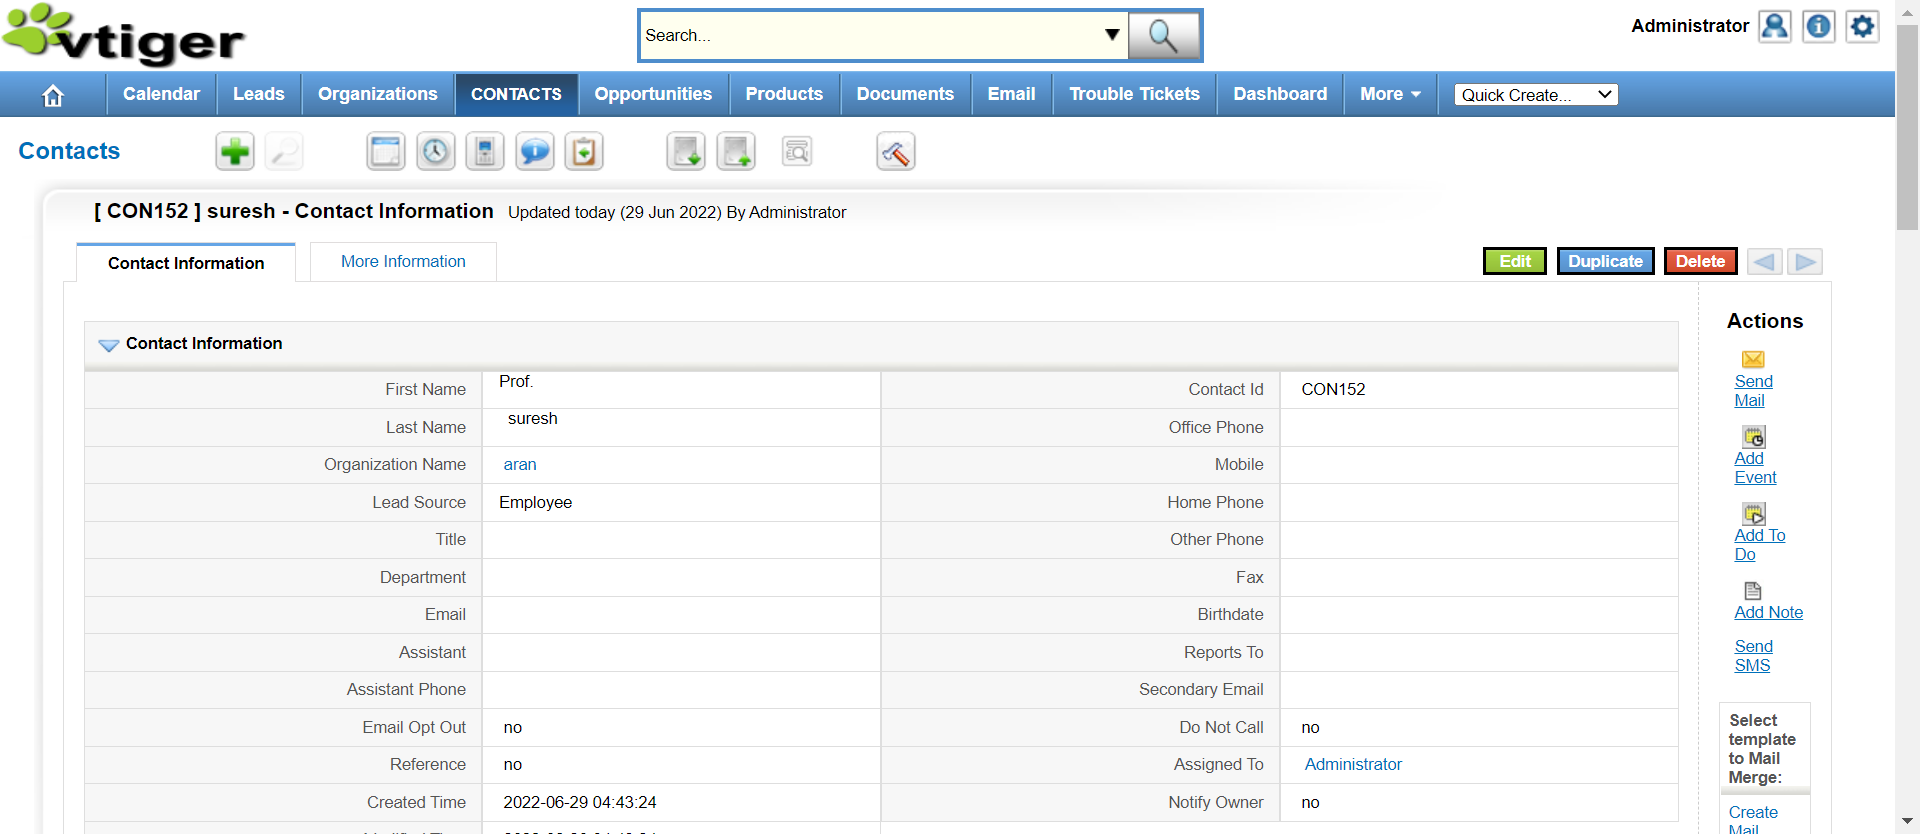 vtiger
Search...
Administrator
Calendar
Leads
Organizations
CONTACTS
Opportunities
Products
Documents
Email
Trouble Tickets
Dashboard
More
Quick Create...
Contacts
[ CON152 ] suresh - Contact Information Updated today (29 Jun 2022) By Administrator
Contact Information
More Information
Edit
Duplicate
Delete
Contact Information
First Name Prof.
Contact Id CON152
Last Name suresh
Office Phone
Organization Name aran
Mobile
Lead Source Employee
Home Phone
Title
Other Phone
Department
Fax
Email
Birthdate
Assistant
Reports To
Assistant Phone
Secondary Email
Email Opt Out no
Do Not Call no
Reference no
Assigned To Administrator
Created Time 2022-06-29 04:43:24
Notify Owner no
Actions
Send
Mail
Add
Event
Add To
Do
Add Note
Send
SMS
Select
template
to Mail
Merge:
Create
Mail